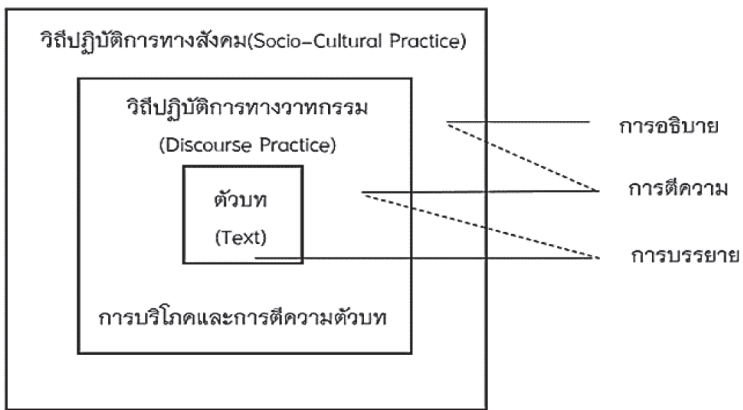 วิถีปฏิบัติการทางสังคม(Socio-Cultural Practice)
วิถีปฏิบัติการทางวาทกรรม
(Discourse Practice)
ตัวบท
(Text)
การบริโภคและการตีความตัวบท
การอธิบาย
การตีความ
การบรรยาย